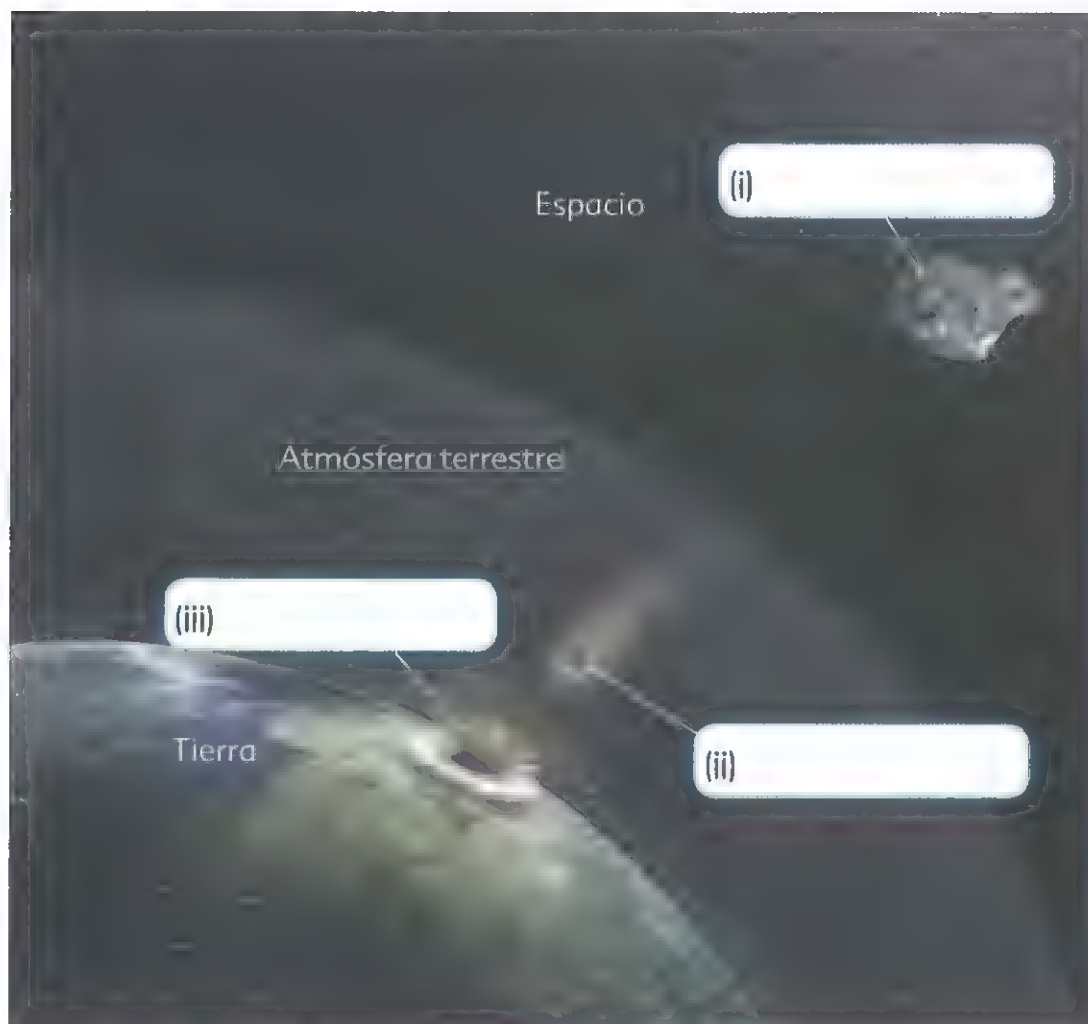 (i)
Espacio
Atmósfera terrestre
(iii)
Tierra
(ii)